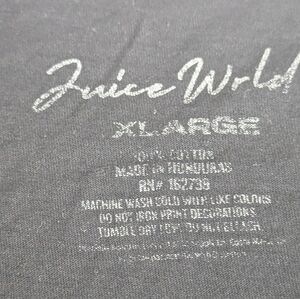 Juice Wrld
XLARGE
100% COTTON
MADE IN HONDURAS
RN# 162739
MACHINE WASH COLD WITH LIKE COLORS
DO NOT IRON PRINT DECORATIONS
TUMBLE DRY LOW. DO NOT BLEACH.